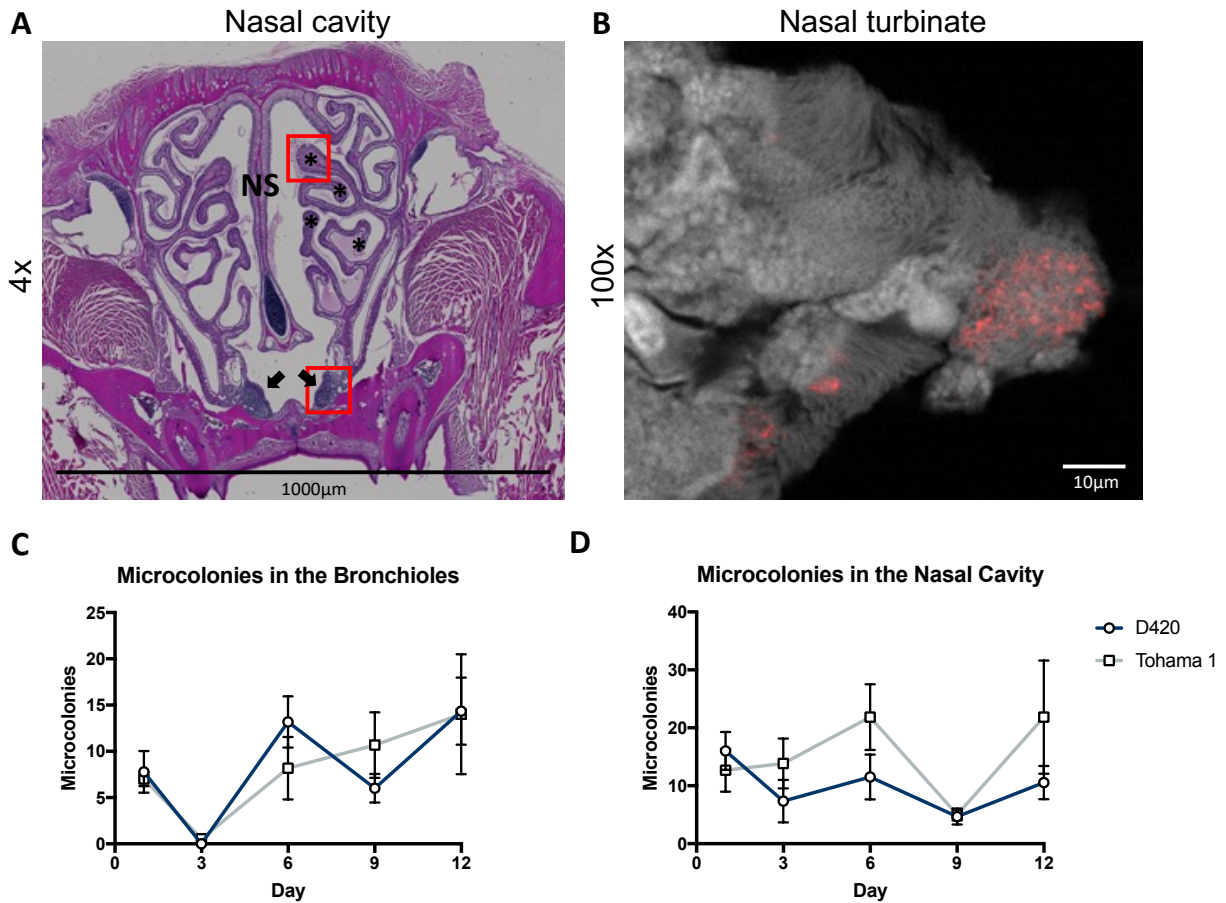 A
Nasal cavity
4x
NS
*
*
*
*
1000µm
B
Nasal turbinate
100x
10µm
C
Microcolonies in the Bronchioles
Microcolonies
25
20
15
10
5
0
0
3
6
9
12
Day
D
Microcolonies in the Nasal Cavity
Microcolonies
40
30
20
10
0
0
3
6
9
12
Day
D420
Tohama 1